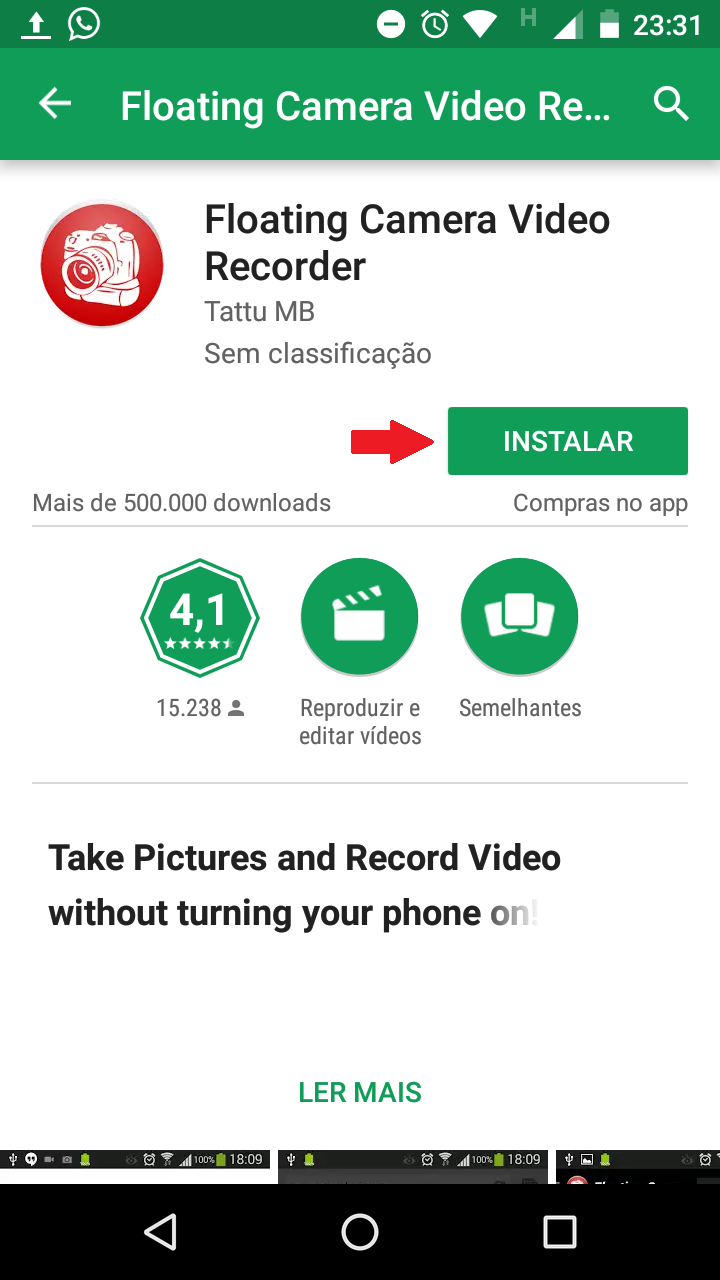 H 23:31
Floating Camera Video Re...
Floating Camera Video
Recorder
Tattu MB
Sem classificação
INSTALAR
Mais de 500.000 downloads
Compras no app
4,1
15.238
Reproduzir e
editar vídeos
Semelhantes
Take Pictures and Record Video
without turning your phone on!
LER MAIS
100% 18:09
100% 18:09